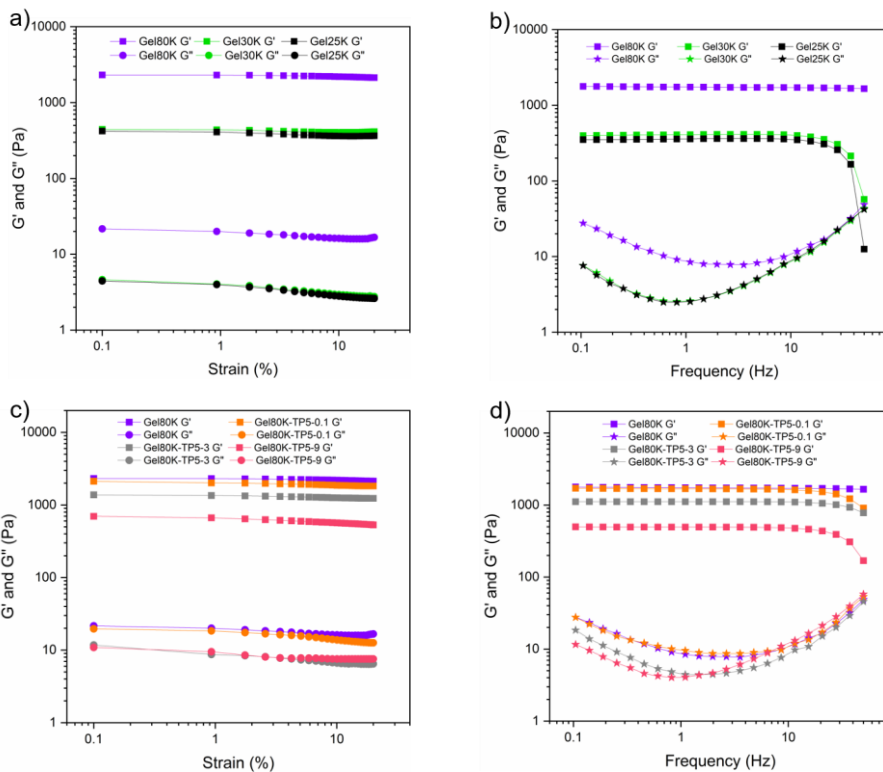 a)
10000
1000
100
10
1
G' and G'' (Pa)
Gel80K G' Gel30K G' Gel25K G'
Gel80K G'' Gel30K G'' Gel25K G''
0.1 1 10
Strain (%)
b)
10000
1000
100
10
1
G' and G'' (Pa)
Gel80K G' Gel30K G' Gel25K G'
Gel80K G'' Gel30K G'' Gel25K G''
0.1 1 10
Frequency (Hz)
c)
10000
1000
100
10
1
G' and G'' (Pa)
Gel80K G' Gel80K-TP5-0.1 G'
Gel80K G'' Gel80K-TP5-0.1 G''
Gel80K-TP5-3 G' Gel80K-TP5-9 G'
Gel80K-TP5-3 G'' Gel80K-TP5-9 G''
0.1 1 10
Strain (%)
d)
10000
1000
100
10
1
G' and G'' (Pa)
Gel80K G' Gel80K-TP5-0.1 G'
Gel80K G'' Gel80K-TP5-0.1 G''
Gel80K-TP5-3 G' Gel80K-TP5-9 G'
Gel80K-TP5-3 G'' Gel80K-TP5-9 G''
0.1 1 10
Frequency (Hz)